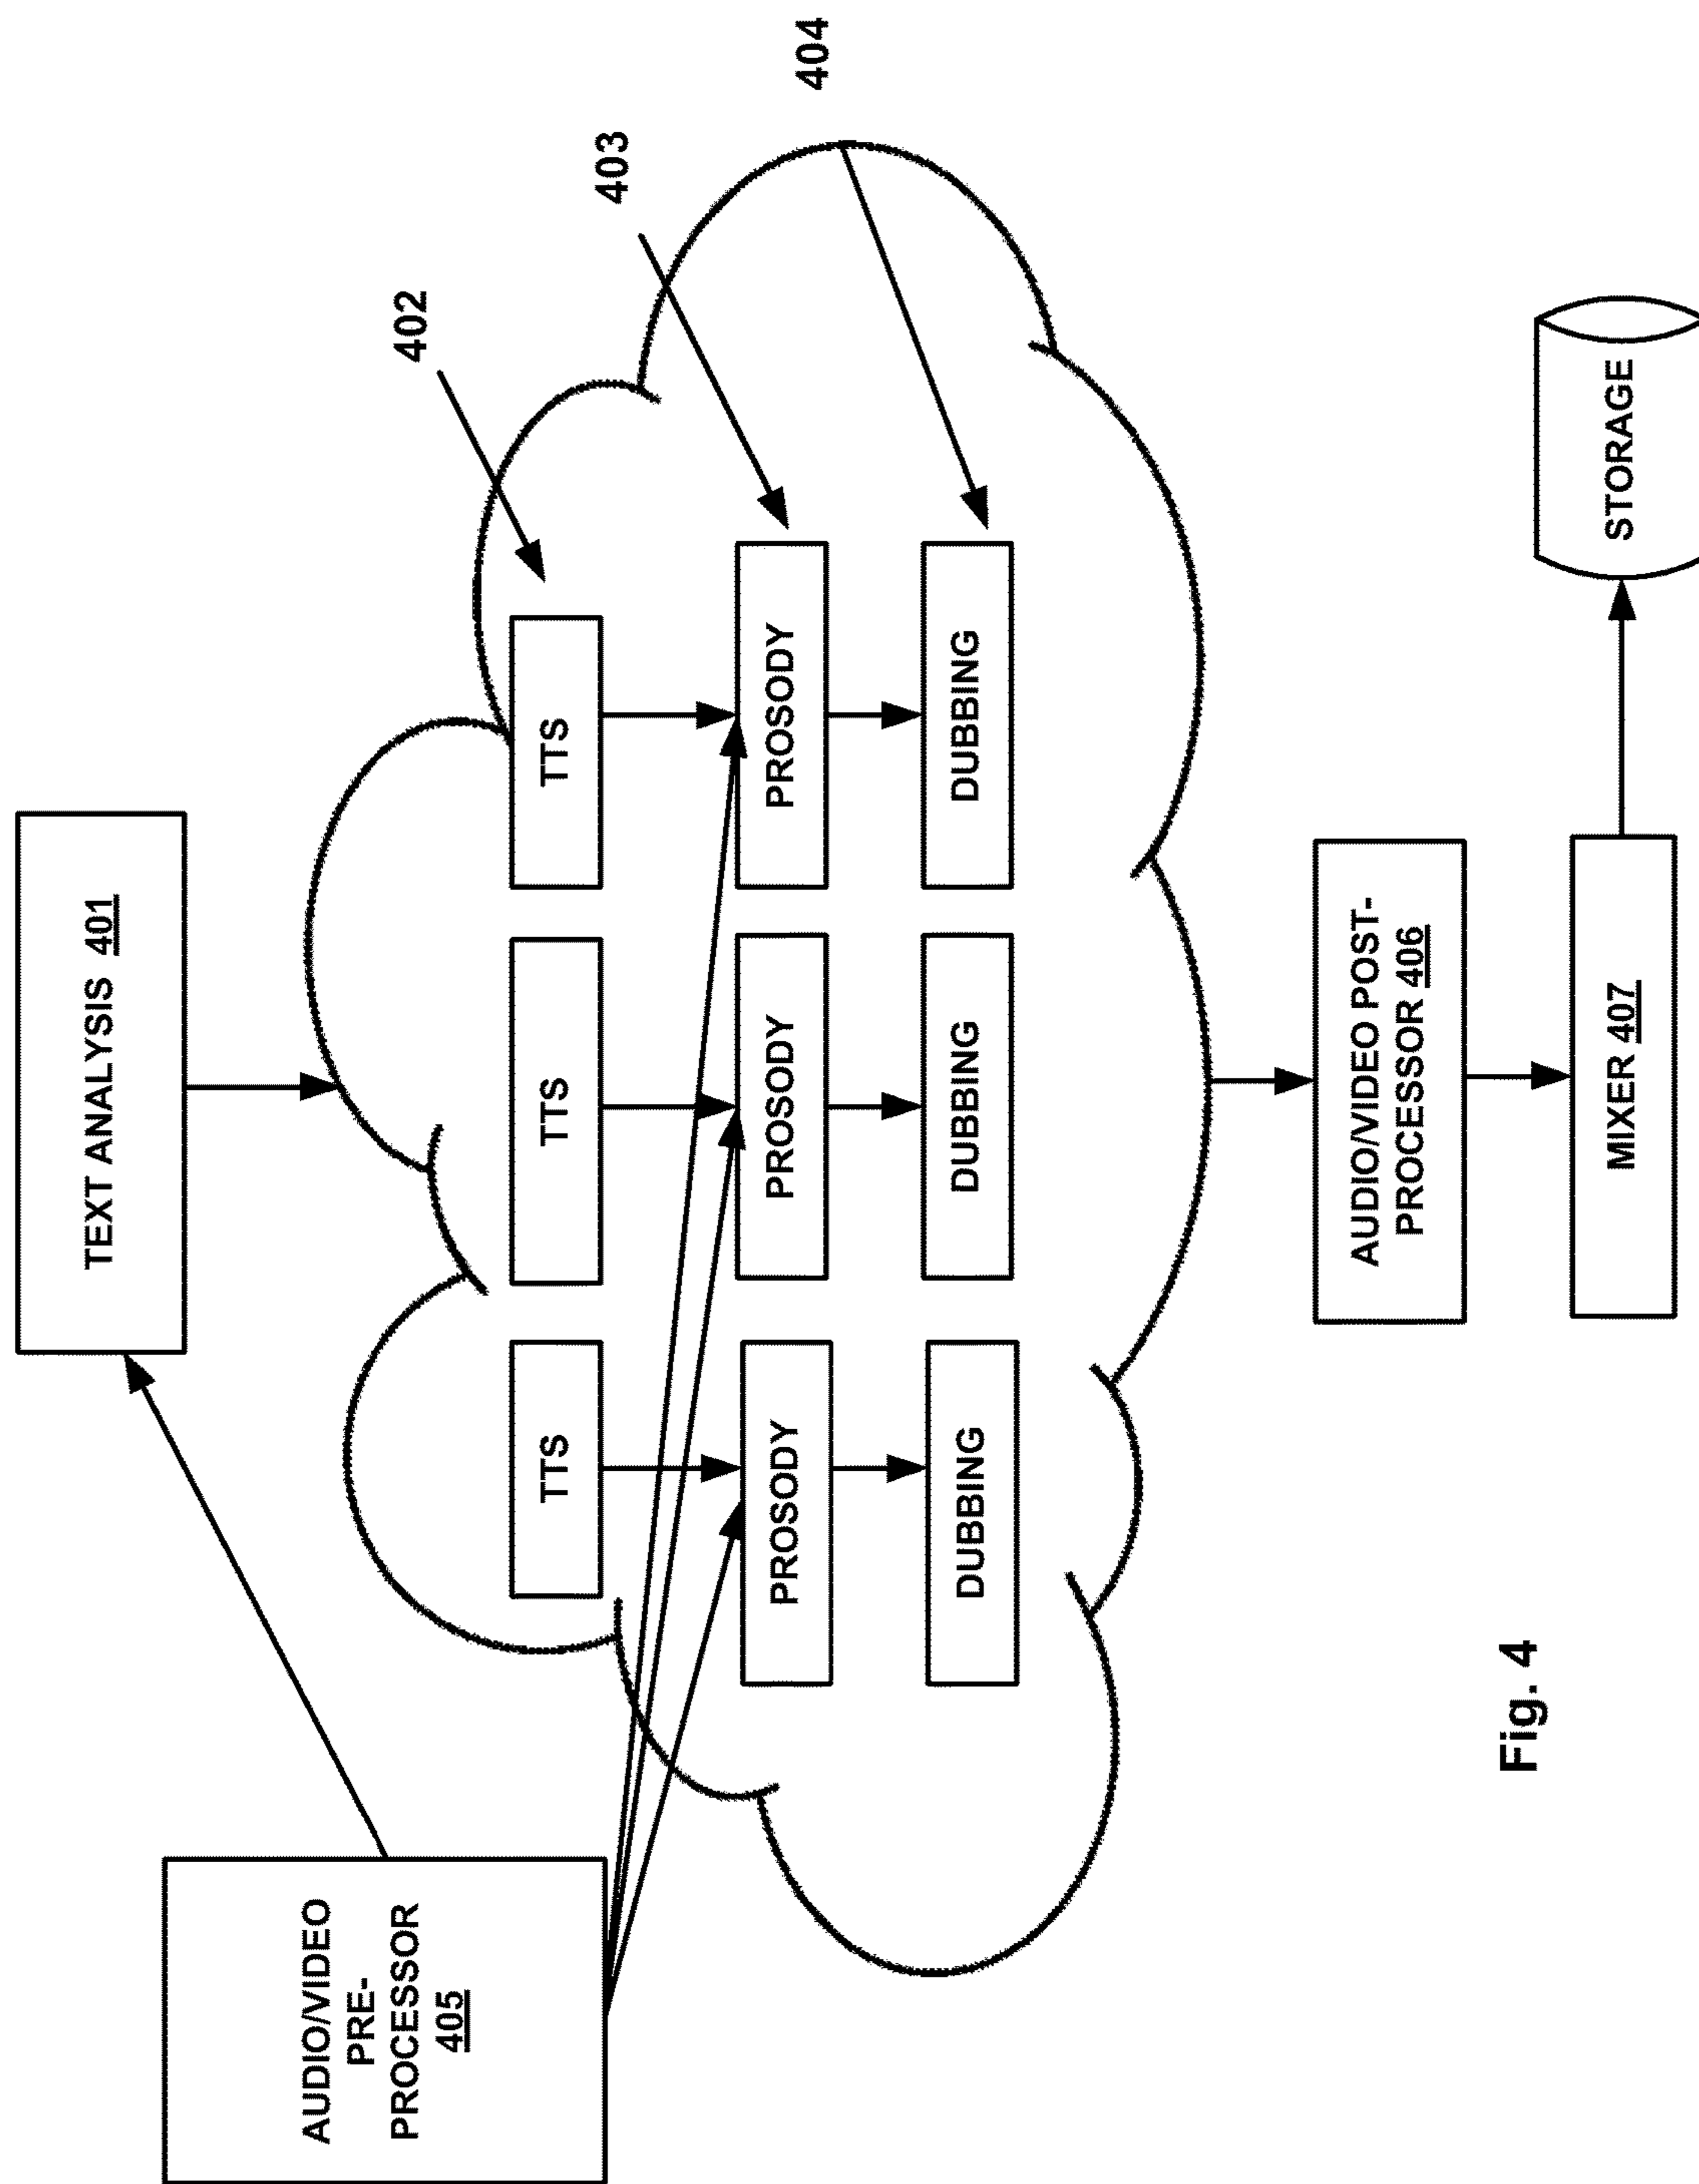 TEXT ANALYSIS 401
AUDIO/VIDEO
PRE-
PROCESSOR
405
402
TTS
TTS
TTS
403
PROSODY
PROSODY
PROSODY
404
DUBBING
DUBBING
DUBBING
AUDIO/VIDEO POST-
PROCESSOR 406
MIXER 407
STORAGE
Fig. 4